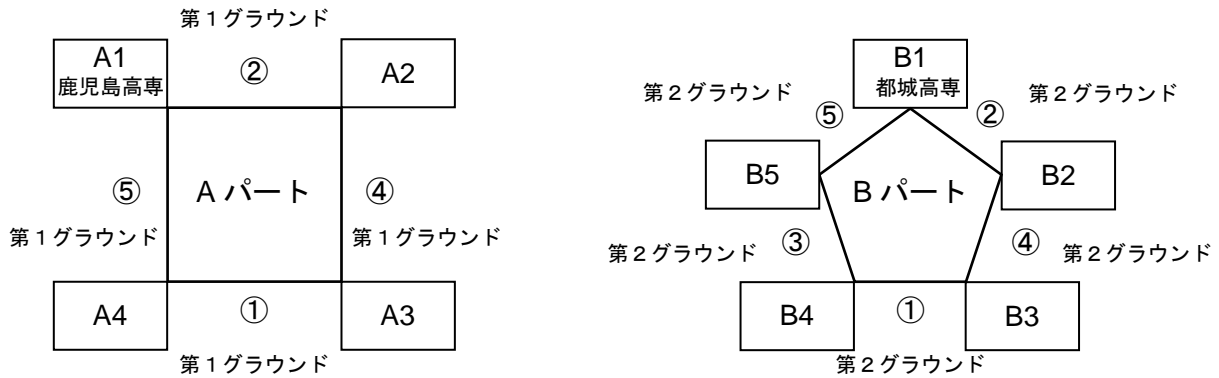 第１グラウンド
A1
鹿児島高専
②
A2
⑤
A パート
④
第１グラウンド
第１グラウンド
A4
①
A3
第１グラウンド
B1
都城高専
第２グラウンド
第２グラウンド
⑤
②
B5
B パート
B2
③
④
第２グラウンド
第２グラウンド
B4
①
B3
第２グラウンド